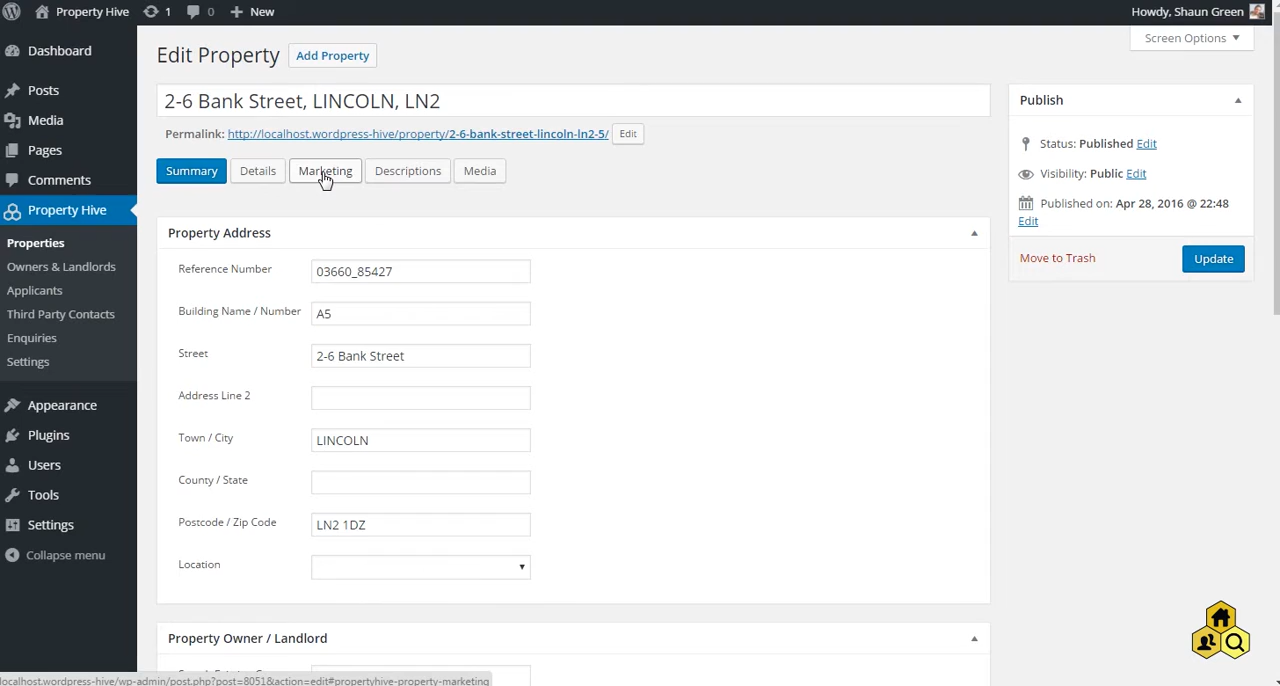 Property Hive 1 0 New Howdy, Shaun Green
Screen Options
Dashboard
Posts
Media
Pages
Comments
Property Hive
Properties
Owners & Landlords
Applicants
Third Party Contacts
Enquiries
Settings
Appearance
Plugins
Users
Tools
Settings
Collapse menu
Edit Property Add Property
2-6 Bank Street, LINCOLN, LN2
Permalink: http://localhost.wordpress-hive/property/2-6-bank-street-lincoln-ln2-5/ Edit
Summary Details Marketing Descriptions Media
Property Address
Reference Number 03660_85427
Building Name / Number A5
Street 2-6 Bank Street
Address Line 2
Town / City LINCOLN
County / State
Postcode / Zip Code LN2 1DZ
Location
Property Owner / Landlord
Publish
Status: Published Edit
Visibility: Public Edit
Published on: Apr 28, 2016 @ 22:48
Edit
Move to Trash Update
localhost.wordpress-hive/wp-admin/post.php?post=8051&action=edit#propertyhive-property-marketing